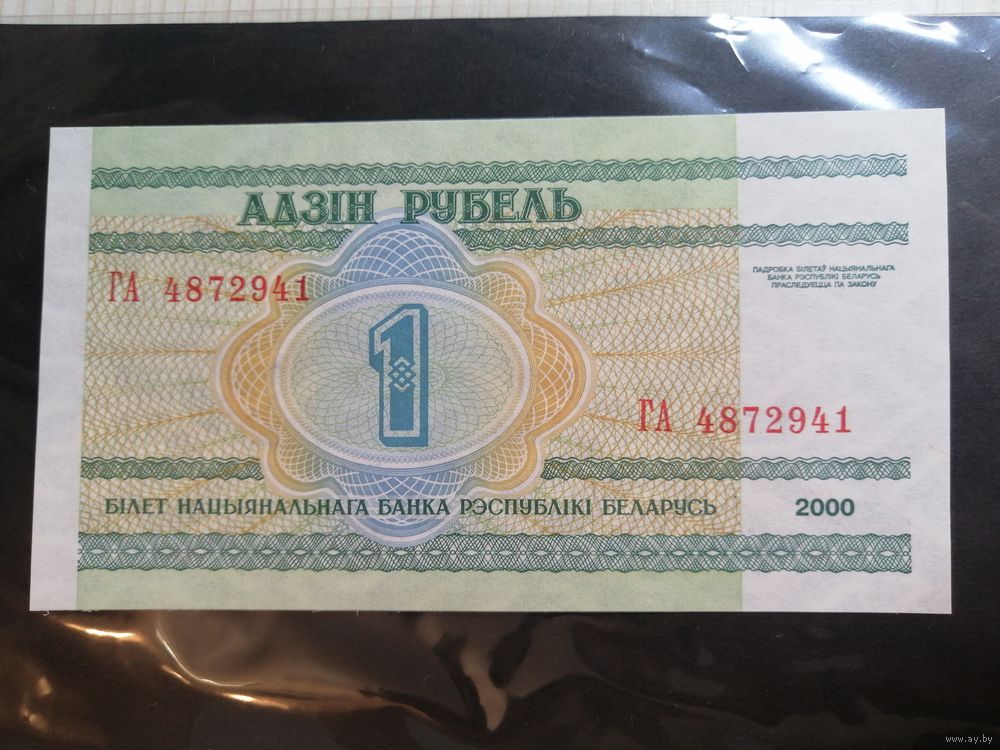 АДЗІН РУБЕЛЬ
ГА 4872941
ПАДРОБКА БІЛЕТАЎ НАЦЫЯНАЛЬНАГА
БАНКА РЭСПУБЛІКІ БЕЛАРУСЬ
ПРАСЛЕДУЕЦЦА ПА ЗАКОНУ
1
ГА 4872941
БІЛЕТ НАЦЫЯНАЛЬНАГА БАНКА РЭСПУБЛІКІ БЕЛАРУСЬ 2000
www.ay.by